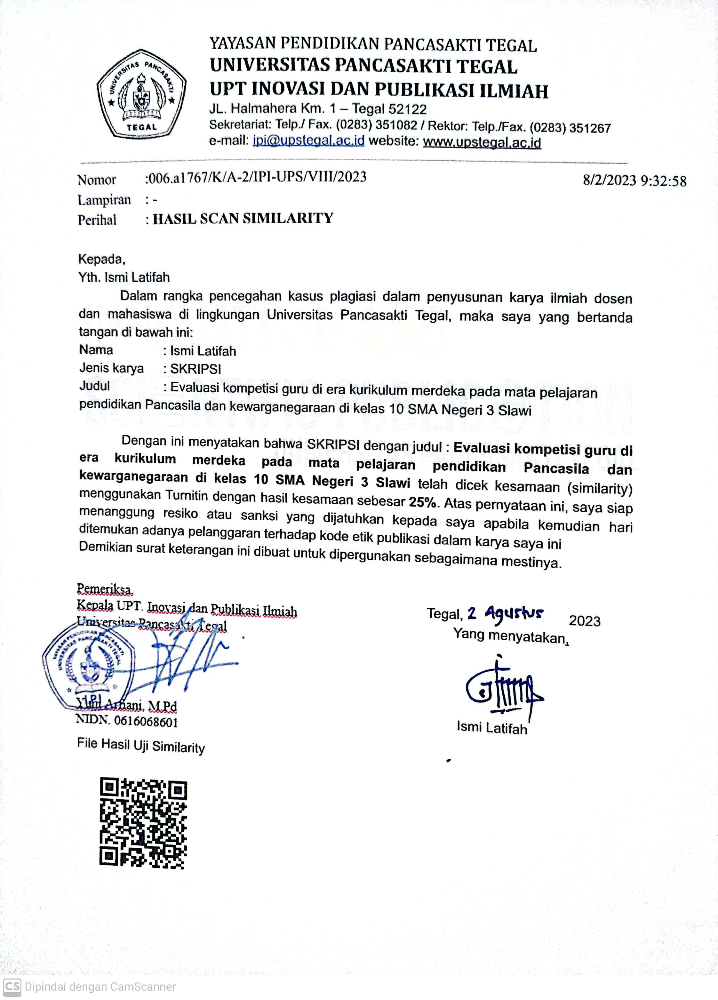 UNIVERSITAS PANCASAKTI
TEGAL
YAYASAN PENDIDIKAN PANCASAKTI TEGAL
UNIVERSITAS PANCASAKTI TEGAL
UPT INOVASI DAN PUBLIKASI ILMIAH
JL. Halmahera Km. 1 – Tegal 52122
Sekretariat: Telp./ Fax. (0283) 351082 / Rektor: Telp./Fax. (0283) 351267
e-mail: ipi@upstegal.ac.id website: www.upstegal.ac.id
Nomor :006.a1767/K/A-2/IPI-UPS/VIII/2023 8/2/2023 9:32:58
Lampiran : -
Perihal : HASIL SCAN SIMILARITY
Kepada,
Yth. Ismi Latifah
Dalam rangka pencegahan kasus plagiasi dalam penyusunan karya ilmiah dosen
dan mahasiswa di lingkungan Universitas Pancasakti Tegal, maka saya yang bertanda
tangan di bawah ini:
Nama : Ismi Latifah
Jenis karya : SKRIPSI
Judul : Evaluasi kompetisi guru di era kurikulum merdeka pada mata pelajaran
pendidikan Pancasila dan kewarganegaraan di kelas 10 SMA Negeri 3 Slawi
Dengan ini menyatakan bahwa SKRIPSI dengan judul : Evaluasi kompetisi guru di
era kurikulum merdeka pada mata pelajaran pendidikan Pancasila dan
kewarganegaraan di kelas 10 SMA Negeri 3 Slawi telah dicek kesamaan (similarity)
menggunakan Turnitin dengan hasil kesamaan sebesar 25%. Atas pernyataan ini, saya siap
menanggung resiko atau sanksi yang dijatuhkan kepada saya apabila kemudian hari
ditemukan adanya pelanggaran terhadap kode etik publikasi dalam karya saya ini
Demikian surat keterangan ini dibuat untuk dipergunakan sebagaimana mestinya.
Pemeriksa.
Kepala UPT. Inovasi dan Publikasi Ilmiah
Universitas Pancasakti Tegal
Tegal, 2 Agustus 2023
Yang menyatakan,
YAYASAN PENDIDIKAN PANCASAKTI
UNIVERSITAS PANCASAKTI TEGAL
IPI
M.Pd
NIDN. 0616068601
Ismi Latifah
File Hasil Uji Similarity
CS Dipindai dengan CamScanner